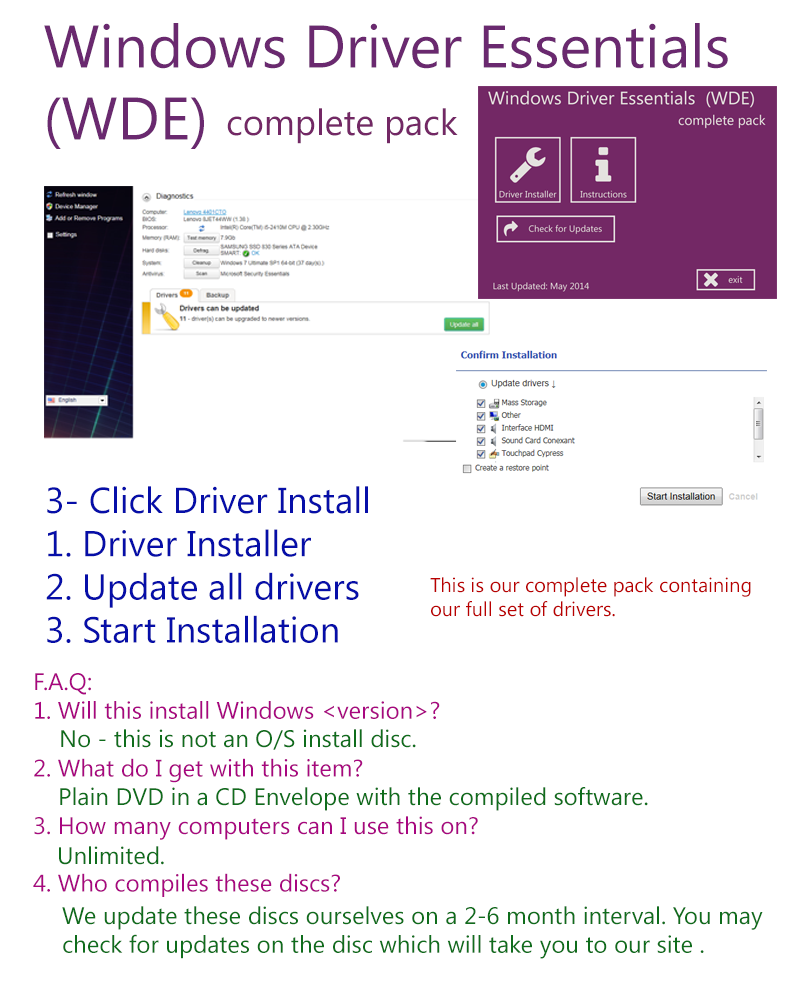 Windows Driver Essentials
(WDE) complete pack
Windows Driver Essentials (WDE)
complete pack
Driver Installer
Instructions
Check for Updates
Last Updated: May 2014
exit
Refresh window
Device Manager
Add or Remove Programs
Settings
English
Diagnostics
Computer: Lenovo 4401CTO
BIOS: Lenovo 8JET44WW (1.36 )
Processor: Intel(R) Core(TM) i5-2410M CPU @ 2.30GHz
Memory (RAM): Test memory 7.9Gb
Hard disks: Defrag SAMSUNG SSD 830 Series ATA Device
SMART OK
System: Cleanup Windows 7 Ultimate SP1 64-bit (37 day(s).)
Antivirus: Scan Microsoft Security Essentials
Drivers 11 Backup
Drivers can be updated
11 - driver(s) can be upgraded to newer versions.
Update all
Confirm Installation
Update drivers ↓
Mass Storage
Other
Interface HDMI
Sound Card Conexant
Touchpad Cypress
Create a restore point
Start Installation Cancel
3- Click Driver Install
1. Driver Installer
2. Update all drivers
3. Start Installation
This is our complete pack containing
our full set of drivers.
F.A.Q:
1. Will this install Windows <version>?
No - this is not an O/S install disc.
2. What do I get with this item?
Plain DVD in a CD Envelope with the compiled software.
3. How many computers can I use this on?
Unlimited.
4. Who compiles these discs?
We update these discs ourselves on a 2-6 month interval. You may
check for updates on the disc which will take you to our site .